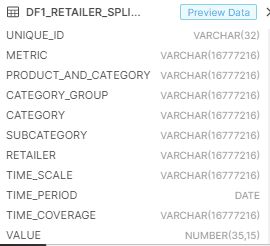 DF1_RETAILER_SPLI... Preview Data
UNIQUE_ID VARCHAR(32)
METRIC VARCHAR(16777216)
PRODUCT_AND_CATEGORY VARCHAR(16777216)
CATEGORY_GROUP VARCHAR(16777216)
CATEGORY VARCHAR(16777216)
SUBCATEGORY VARCHAR(16777216)
RETAILER VARCHAR(16777216)
TIME_SCALE VARCHAR(16777216)
TIME_PERIOD DATE
TIME_COVERAGE VARCHAR(16777216)
VALUE NUMBER(35,15)